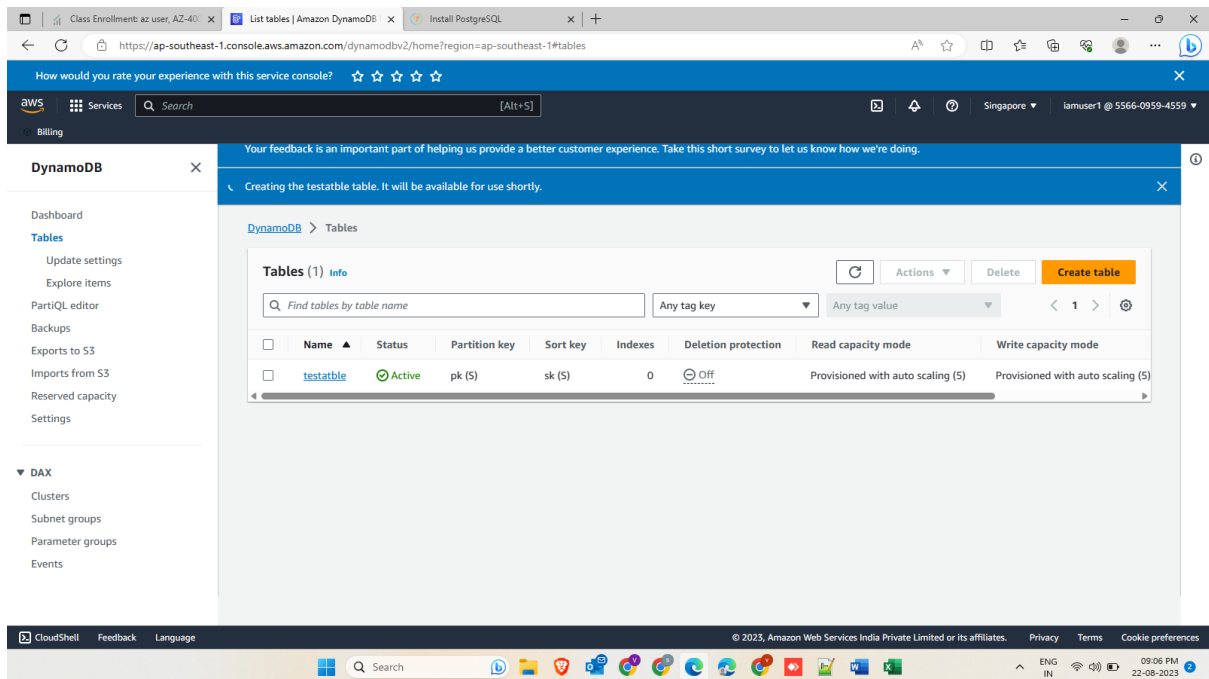 Class Enrollment: az user, AZ-40
List tables | Amazon DynamoDB
Install PostgreSQL
https://ap-southeast-1.console.aws.amazon.com/dynamodbv2/home?region=ap-southeast-1#tables
How would you rate your experience with this service console?
aws Services Search [Alt+S] Singapore ▼ iamuser1 @ 5566-0959-4559 ▼
Billing
DynamoDB
Your feedback is an important part of helping us provide a better customer experience. Take this short survey to let us know how we're doing.
Creating the testatble table. It will be available for use shortly.
Dashboard
Tables
Update settings
Explore items
PartiQL editor
Backups
Exports to S3
Imports from S3
Reserved capacity
Settings
▼ DAX
Clusters
Subnet groups
Parameter groups
Events
DynamoDB > Tables
Tables (1) Info
Actions ▼ Delete Create table
Find tables by table name Any tag key ▼ Any tag value ▼ < 1 >
Name ▲ Status Partition key Sort key Indexes Deletion protection Read capacity mode Write capacity mode
testatble Active pk (S) sk (S) 0 Off Provisioned with auto scaling (5) Provisioned with auto scaling (5)
CloudShell Feedback Language © 2023, Amazon Web Services India Private Limited or its affiliates. Privacy Terms Cookie preferences
Search ENG 09:06 PM
IN 22-08-2023 2